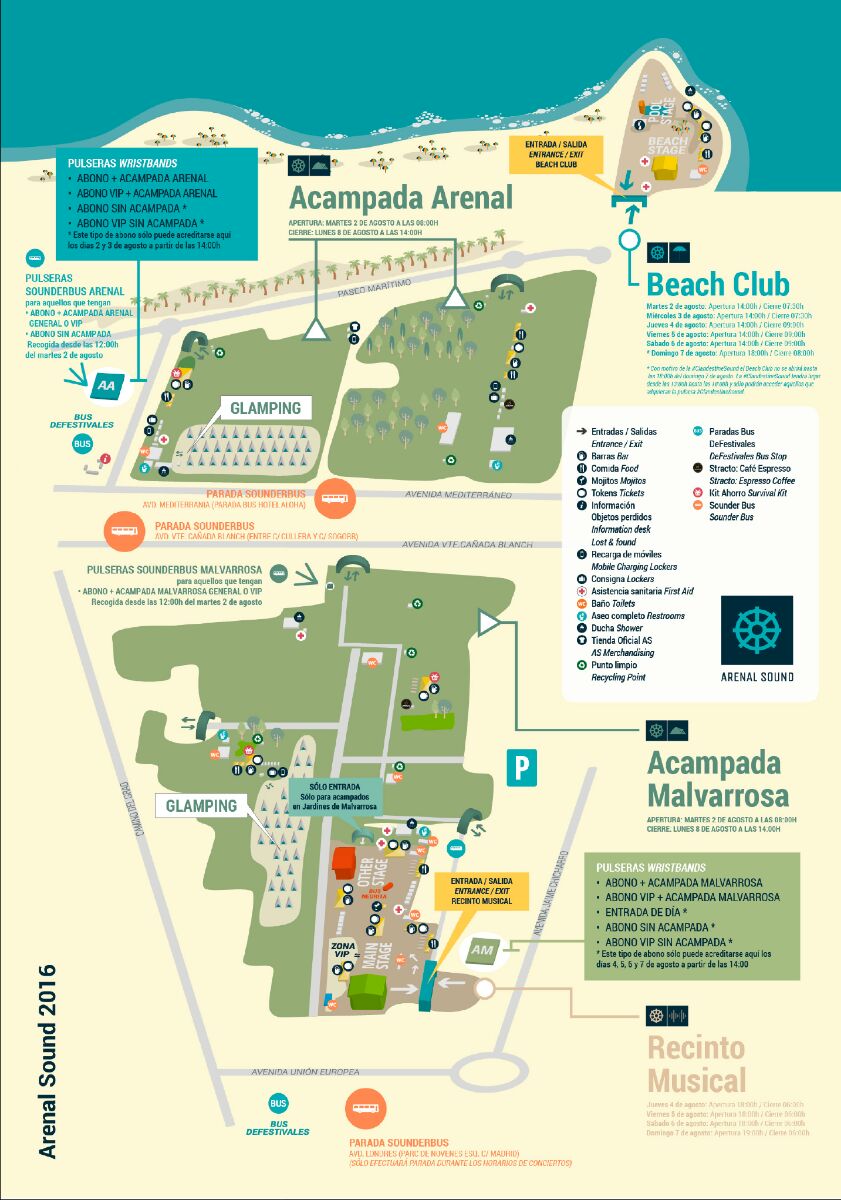 PULSERAS WRISTBANDS
• ABONO + ACAMPADA ARENAL
• ABONO VIP + ACAMPADA ARENAL
• ABONO SIN ACAMPADA *
• ABONO VIP SIN ACAMPADA *
* Este tipo de abono sólo puede acreditarse aquí
los días 2 y 3 de agosto a partir de las 14:00h
Acampada Arenal
APERTURA: MARTES 2 DE AGOSTO A LAS 08:00H
CIERRE: LUNES 8 DE AGOSTO A LAS 14:00H
ENTRADA / SALIDA
ENTRANCE / EXIT
BEACH CLUB
POOL
STAGE
BEACH
STAGE
WC
PULSERAS
SOUNDERBUS ARENAL
para aquellos que tengan
• ABONO + ACAMPADA ARENAL
GENERAL O VIP
• ABONO SIN ACAMPADA
Recogida desde las 12:00h
del martes 2 de agosto
AA
BUS
DEFESTIVALES
BUS
PASEO MARÍTIMO
Beach Club
Martes 2 de agosto: Apertura 14:00h / Cierre 07:30h
Miércoles 3 de agosto: Apertura 14:00h / Cierre 07:30h
Jueves 4 de agosto: Apertura 14:00h / Cierre 09:00h
Viernes 5 de agosto: Apertura 14:00h / Cierre 09:00h
Sabado 6 de agosto: Apertura 14:00h / Cierre 09:00h
* Domingo 7 de agosto: Apertura 18:00h / Cierre 08:00h
GLAMPING
WC
WC
PARADA SOUNDERBUS
AVD. MEDITERRANIA (PARADA BUS HOTEL ALOHA)
AVENIDA MEDITERRÁNEO
PARADA SOUNDERBUS
AVD. VTE. CAÑADA BLANCH (ENTRE C/ CULLERA Y C/ SOGORB)
AVENIDA VTE. CAÑADA BLANCH
Entradas / Salidas
Entrance / Exit
Barras Bar
Comida Food
Mojitos Mojitos
Tokens Tickets
Información
Objetos perdidos
Information desk
Lost & found
Recarga de móviles
Mobile Charging Lockers
Consigna Lockers
Asistencia sanitaria First Aid
WC Baño Toilets
Aseo completo Restrooms
Ducha Shower
Tienda Oficial AS
AS Merchandising
Punto limpio
Recycling Point
BUS Paradas Bus
DeFestivales
DeFestivales Bus Stop
Stracto: Café Espresso
Stracto: Espresso Coffee
Kit Ahorro Survival Kit
Sounder Bus
Sounder Bus
ARENAL SOUND
PULSERAS SOUNDERBUS MALVARROSA
para aquellos que tengan
• ABONO + ACAMPADA MALVARROSA GENERAL O VIP
Recogida desde las 12:00h del martes 2 de agosto
WC
WC
WC
GLAMPING
CAMINO DEL GRAO
SÓLO ENTRADA
Sólo para acampados
en Jardines de Malvarrosa
P
Acampada
Malvarrosa
APERTURA: MARTES 2 DE AGOSTO A LAS 08:00H
CIERRE: LUNES 8 DE AGOSTO A LAS 14:00H
OTHER
STAGE
WC
WC
ENTRADA / SALIDA
ENTRANCE / EXIT
RECINTO MUSICAL
AVENIDA JAIME CHICHARRO
ZONA
VIP
MAIN
STAGE
WC
WC
AM
PULSERAS WRISTBANDS
• ABONO + ACAMPADA MALVARROSA
• ABONO VIP + ACAMPADA MALVARROSA
• ENTRADA DE DÍA *
• ABONO SIN ACAMPADA *
• ABONO VIP SIN ACAMPADA *
* Este tipo de abono sólo puede acreditarse aquí los
días 4, 5, 6 y 7 de agosto a partir de las 14:00
Recinto
Musical
Jueves 4 de agosto: Apertura 18:00h / Cierre 06:00h
Viernes 5 de agosto: Apertura 18:00h / Cierre 06:00h
Sabado 6 de agosto: Apertura 18:00h / Cierre 06:00h
Domingo 7 de agosto: Apertura 19:00h / Cierre 06:00h
AVENIDA UNIÓN EUROPEA
BUS
BUS
DEFESTIVALES
PARADA SOUNDERBUS
AVD. LONDRES (PARC DE NOVENES ESQ. C/ MADRID)
(SÓLO EFECTUARÁ PARADA DURANTE LOS HORARIOS DE CONCIERTOS)
Arenal Sound 2016